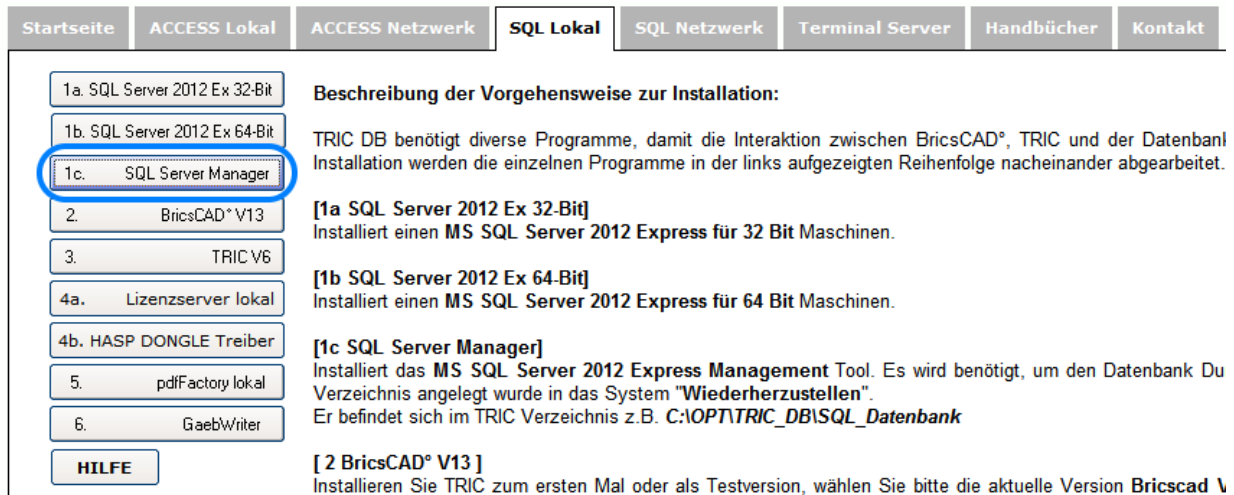 Startseite ACCESS Lokal ACCESS Netzwerk SQL Lokal SQL Netzwerk Terminal Server Handbücher Kontakt
1a. SQL Server 2012 Ex 32-Bit
1b. SQL Server 2012 Ex 64-Bit
1c. SQL Server Manager
2. BricsCAD° V13
3. TRIC V6
4a. Lizenzserver lokal
4b. HASP DONGLE Treiber
5. pdfFactory lokal
6. GaebWriter
HILFE
Beschreibung der Vorgehensweise zur Installation:
TRIC DB benötigt diverse Programme, damit die Interaktion zwischen BricsCAD°, TRIC und der Datenbank
Installation werden die einzelnen Programme in der links aufgezeigten Reihenfolge nacheinander abgearbeitet.
[1a SQL Server 2012 Ex 32-Bit]
Installiert einen MS SQL Server 2012 Express für 32 Bit Maschinen.
[1b SQL Server 2012 Ex 64-Bit]
Installiert einen MS SQL Server 2012 Express für 64 Bit Maschinen.
[1c SQL Server Manager]
Installiert das MS SQL Server 2012 Express Management Tool. Es wird benötigt, um den Datenbank Du
Verzeichnis angelegt wurde in das System "Wiederherzustellen".
Er befindet sich im TRIC Verzeichnis z.B. C:\OPT\TRIC_DB\SQL_Datenbank
[ 2 BricsCAD° V13 ]
Installieren Sie TRIC zum ersten Mal oder als Testversion, wählen Sie bitte die aktuelle Version Bricscad V